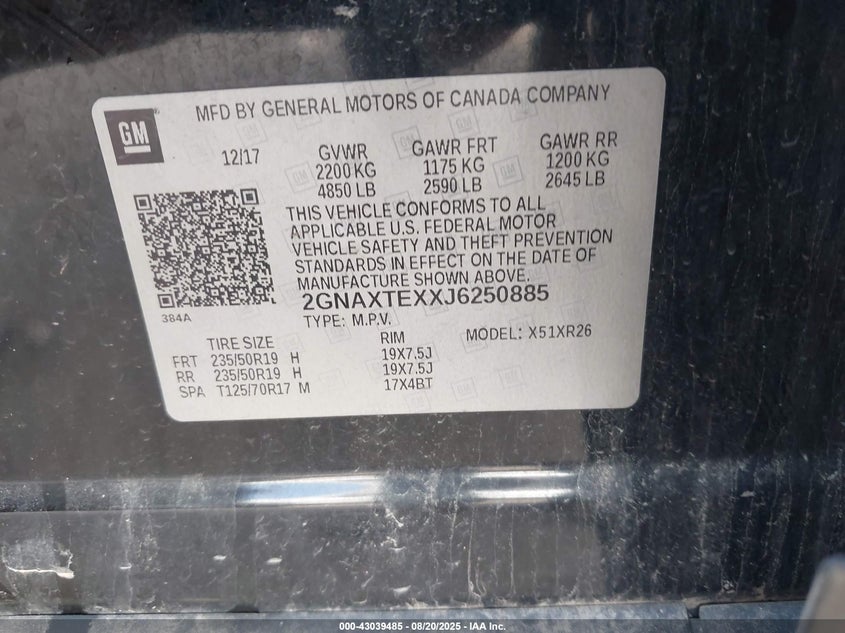 MFD BY GENERAL MOTORS OF CANADA COMPANY
GM
12/17 GVWR GAWR FRT GAWR RR
2200 KG 1175 KG 1200 KG
4850 LB 2590 LB 2645 LB
THIS VEHICLE CONFORMS TO ALL
APPLICABLE U.S. FEDERAL MOTOR
VEHICLE SAFETY AND THEFT PREVENTION
STANDARDS IN EFFECT ON THE DATE OF
MANUFACTURE SHOWN ABOVE.
384A
2GNAXTEXXJ6250885
TYPE: M.P.V. MODEL: X51XR26
TIRE SIZE RIM
FRT 235/50R19 H 19X7.5J
RR 235/50R19 H 19X7.5J
SPA T125/70R17 M 17X4BT
000-43039485 - 08/20/2025 - IAA Inc.